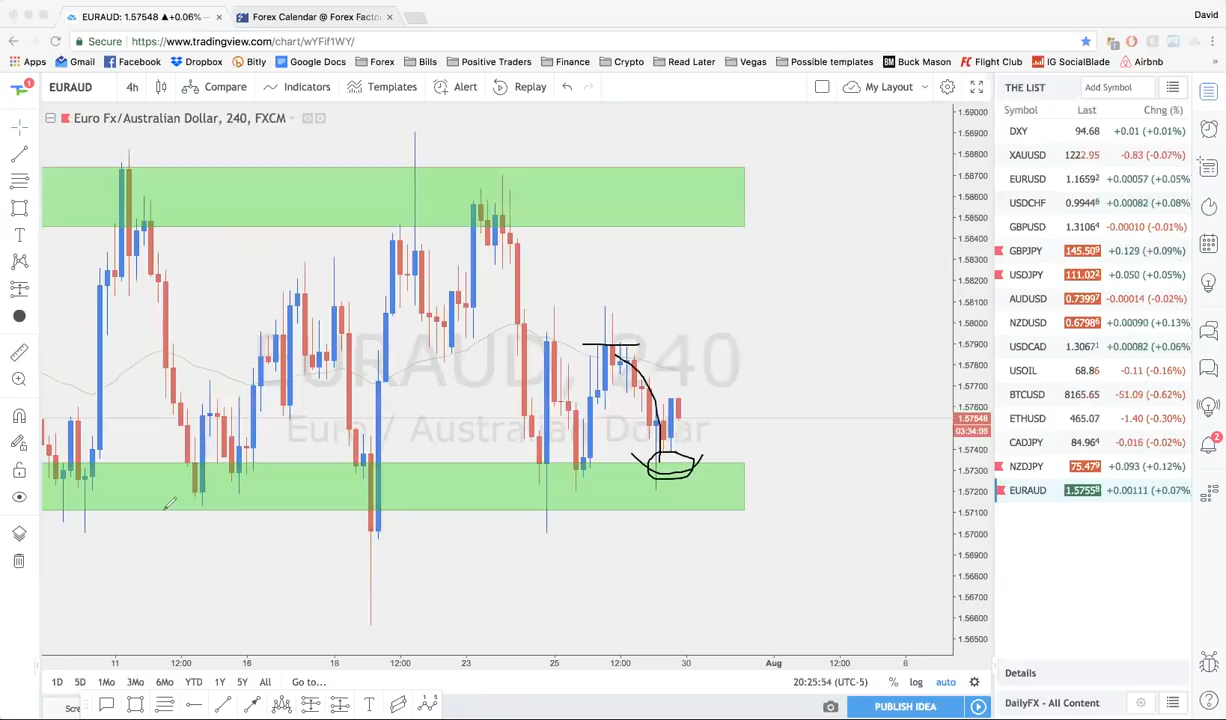 EURAUD: 1.57548 ▲+0.06% Forex Calendar @ Forex Facto David
Secure https://www.tradingview.com/chart/wYFif1WY/
Apps Gmail Facebook Dropbox Bitly Google Docs Forex Bills Positive Traders Finance Crypto Read Later Vegas Possible templates BM Buck Mason FC Flight Club IG SocialBlade Airbnb »
1 EURAUD 4h Compare Indicators Templates Alert Replay My Layout THE LIST Add Symbol
Euro Fx/Australian Dollar, 240, FXCM
Symbol Last Chng (%)
DXY 94.68 +0.01 (+0.01%)
XAUUSD 1222.95 -0.83 (-0.07%)
EURUSD 1.16592 +0.00057 (+0.05%
USDCHF 0.99446 +0.00082 (+0.08%
GBPUSD 1.31064 -0.00010 (-0.01%)
GBPJPY 145.509 +0.129 (+0.09%)
USDJPY 111.022 +0.050 (+0.05%)
AUDUSD 0.73997 -0.00014 (-0.02%)
NZDUSD 0.67986 +0.00090 (+0.13%
USDCAD 1.30671 +0.00082 (+0.06%
USOIL 68.86 -0.11 (-0.16%)
BTCUSD 8165.65 -51.09 (-0.62%)
ETHUSD 465.07 -1.40 (-0.30%)
CADJPY 84.964 -0.016 (-0.02%)
NZDJPY 75.479 +0.093 (+0.12%)
EURAUD 1.57558 +0.00111 (+0.07%
2
EURAUD, 240
Euro / Australian Dollar
1.59000
1.58900
1.58800
1.58700
1.58600
1.58500
1.58400
1.58300
1.58200
1.58100
1.58000
1.57900
1.57800
1.57700
1.57600
1.57548
03:34:05
1.57400
1.57300
1.57200
1.57100
1.57000
1.56900
1.56800
1.56700
1.56600
1.56500
11 12:00 16 18 12:00 23 25 12:00 30 Aug 12:00 6
Details
1D 5D 1Mo 3Mo 6Mo YTD 1Y 5Y All Go to... 20:25:54 (UTC-5) % log auto
Scre T PUBLISH IDEA DailyFX - All Content